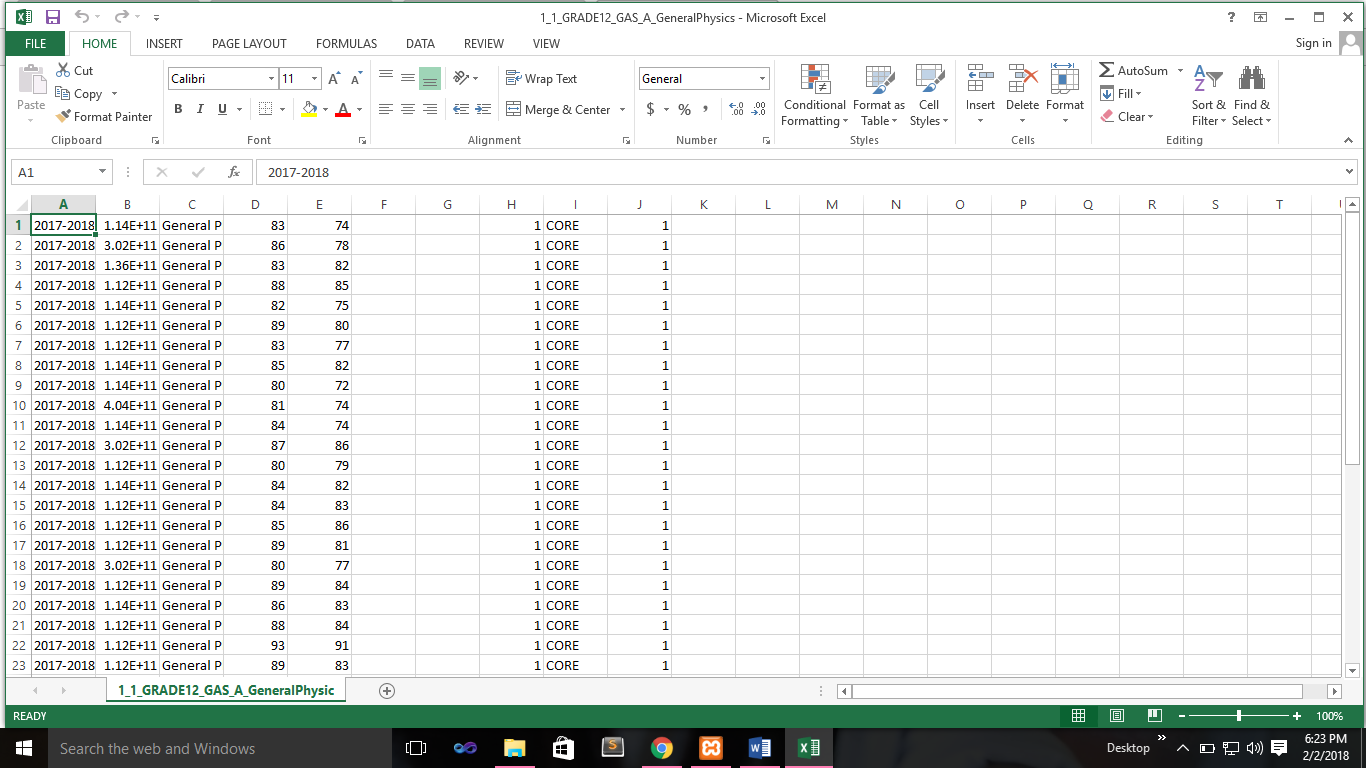 1_1_GRADE12_GAS_A_GeneralPhysics - Microsoft Excel
?
FILE HOME INSERT PAGE LAYOUT FORMULAS DATA REVIEW VIEW Sign in
Paste Cut Copy Format Painter
Calibri 11 A A B I U A
Wrap Text Merge & Center
General $ % , .0 .00 .00 .0
Conditional Formatting Format as Table Cell Styles
Insert Delete Format
AutoSum Fill Clear Sort & Filter Find & Select
Clipboard Font Alignment Number Styles Cells Editing
A1 fx 2017-2018
A B C D E F G H I J K L M N O P Q R S T
1 2017-2018 1.14E+11 General P 83 74 1 CORE 1
2 2017-2018 3.02E+11 General P 86 78 1 CORE 1
3 2017-2018 1.36E+11 General P 83 82 1 CORE 1
4 2017-2018 1.12E+11 General P 88 85 1 CORE 1
5 2017-2018 1.14E+11 General P 82 75 1 CORE 1
6 2017-2018 1.12E+11 General P 89 80 1 CORE 1
7 2017-2018 1.12E+11 General P 83 77 1 CORE 1
8 2017-2018 1.14E+11 General P 85 82 1 CORE 1
9 2017-2018 1.14E+11 General P 80 72 1 CORE 1
10 2017-2018 4.04E+11 General P 81 74 1 CORE 1
11 2017-2018 1.14E+11 General P 84 74 1 CORE 1
12 2017-2018 3.02E+11 General P 87 86 1 CORE 1
13 2017-2018 1.12E+11 General P 80 79 1 CORE 1
14 2017-2018 1.14E+11 General P 84 82 1 CORE 1
15 2017-2018 1.12E+11 General P 84 83 1 CORE 1
16 2017-2018 1.12E+11 General P 85 86 1 CORE 1
17 2017-2018 1.12E+11 General P 89 81 1 CORE 1
18 2017-2018 3.02E+11 General P 80 77 1 CORE 1
19 2017-2018 1.12E+11 General P 89 84 1 CORE 1
20 2017-2018 1.14E+11 General P 86 83 1 CORE 1
21 2017-2018 1.12E+11 General P 88 84 1 CORE 1
22 2017-2018 1.12E+11 General P 93 91 1 CORE 1
23 2017-2018 1.12E+11 General P 89 83 1 CORE 1
1_1_GRADE12_GAS_A_GeneralPhysic
READY 100%
Search the web and Windows Desktop 6:23 PM
2/2/2018